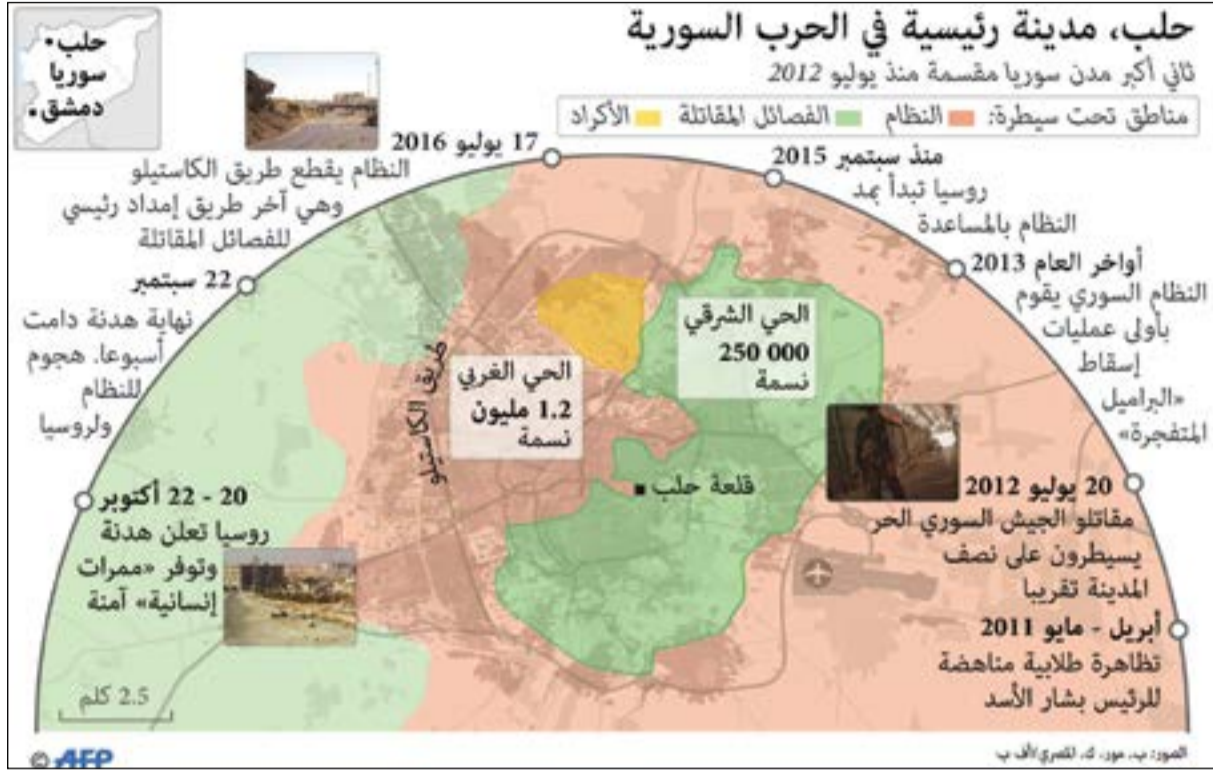 حلب، مدينة رئيسية في الحرب السورية
ثاني أكبر مدن سوريا مقسمة منذ يوليو 2012
مناطق تحت سيطرة: النظام الفصائل المقاتلة الأكراد
حلب
سوريا
دمشق
أبريل - مايو 2011
تظاهرة طلابية مناهضة
للرئيس بشار الأسد
20 يوليو 2012
مقاتلو الجيش السوري الحر
يسيطرون على نصف
المدينة تقريبا
أواخر العام 2013
النظام السوري يقوم
بأولى عمليات
إسقاط
«البراميل
المتفجرة»
منذ سبتمبر 2015
روسيا تبدأ بمد
النظام بالمساعدة
17 يوليو 2016
النظام يقطع طريق الكاستيلو
وهي آخر طريق إمداد رئيسي
للفصائل المقاتلة
22 سبتمبر
نهاية هدنة دامت
أسبوعا. هجوم
للنظام
ولروسيا
20 - 22 أكتوبر
روسيا تعلن هدنة
وتوفر «ممرات
إنسانية» آمنة
الحي الشرقي
250 000
نسمة
الحي الغربي
1.2 مليون
نسمة
طريق الكاستيلو
قلعة حلب
2.5 كلم
© AFP
الصور: ب. مور، ك. المصري/أف ب